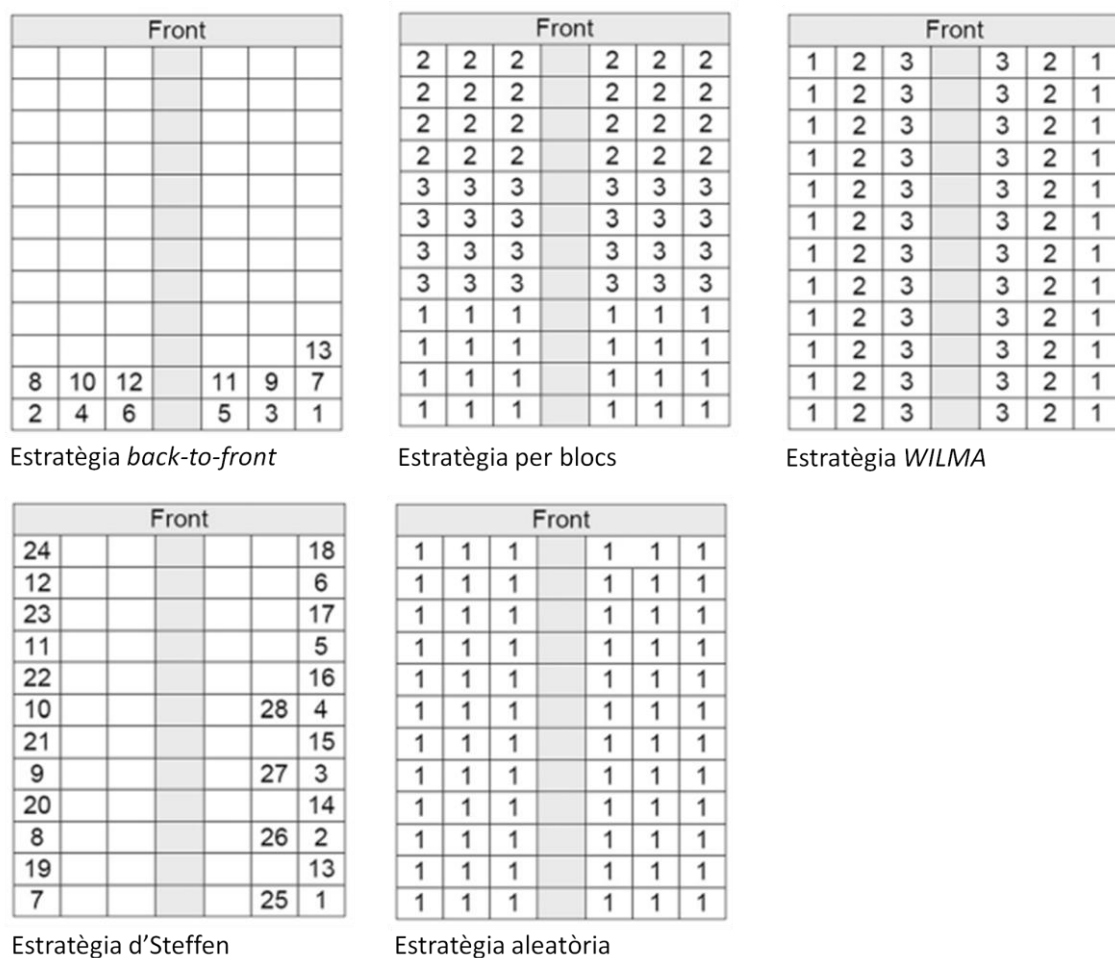 Front
13
8 10 12 11 9 7
2 4 6 5 3 1
Estratègia back-to-front
Front
2 2 2 2 2 2
2 2 2 2 2 2
2 2 2 2 2 2
2 2 2 2 2 2
3 3 3 3 3 3
3 3 3 3 3 3
3 3 3 3 3 3
3 3 3 3 3 3
1 1 1 1 1 1
1 1 1 1 1 1
1 1 1 1 1 1
1 1 1 1 1 1
Estratègia per blocs
Front
1 2 3 3 2 1
1 2 3 3 2 1
1 2 3 3 2 1
1 2 3 3 2 1
1 2 3 3 2 1
1 2 3 3 2 1
1 2 3 3 2 1
1 2 3 3 2 1
1 2 3 3 2 1
1 2 3 3 2 1
1 2 3 3 2 1
1 2 3 3 2 1
Estratègia WILMA
Front
24 18
12 6
23 17
11 5
22 16
10 28 4
21 15
9 27 3
20 14
8 26 2
19 13
7 25 1
Estratègia d'Steffen
Front
1 1 1 1 1 1
1 1 1 1 1 1
1 1 1 1 1 1
1 1 1 1 1 1
1 1 1 1 1 1
1 1 1 1 1 1
1 1 1 1 1 1
1 1 1 1 1 1
1 1 1 1 1 1
1 1 1 1 1 1
1 1 1 1 1 1
1 1 1 1 1 1
Estratègia aleatòria